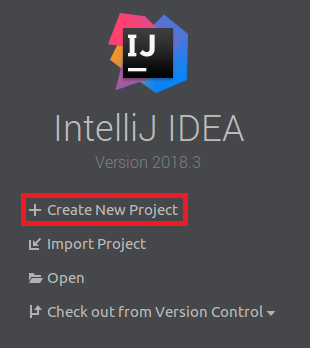 IJ
IntelliJ IDEA
Version 2018.3
Create New Project
Import Project
Open
Check out from Version Control